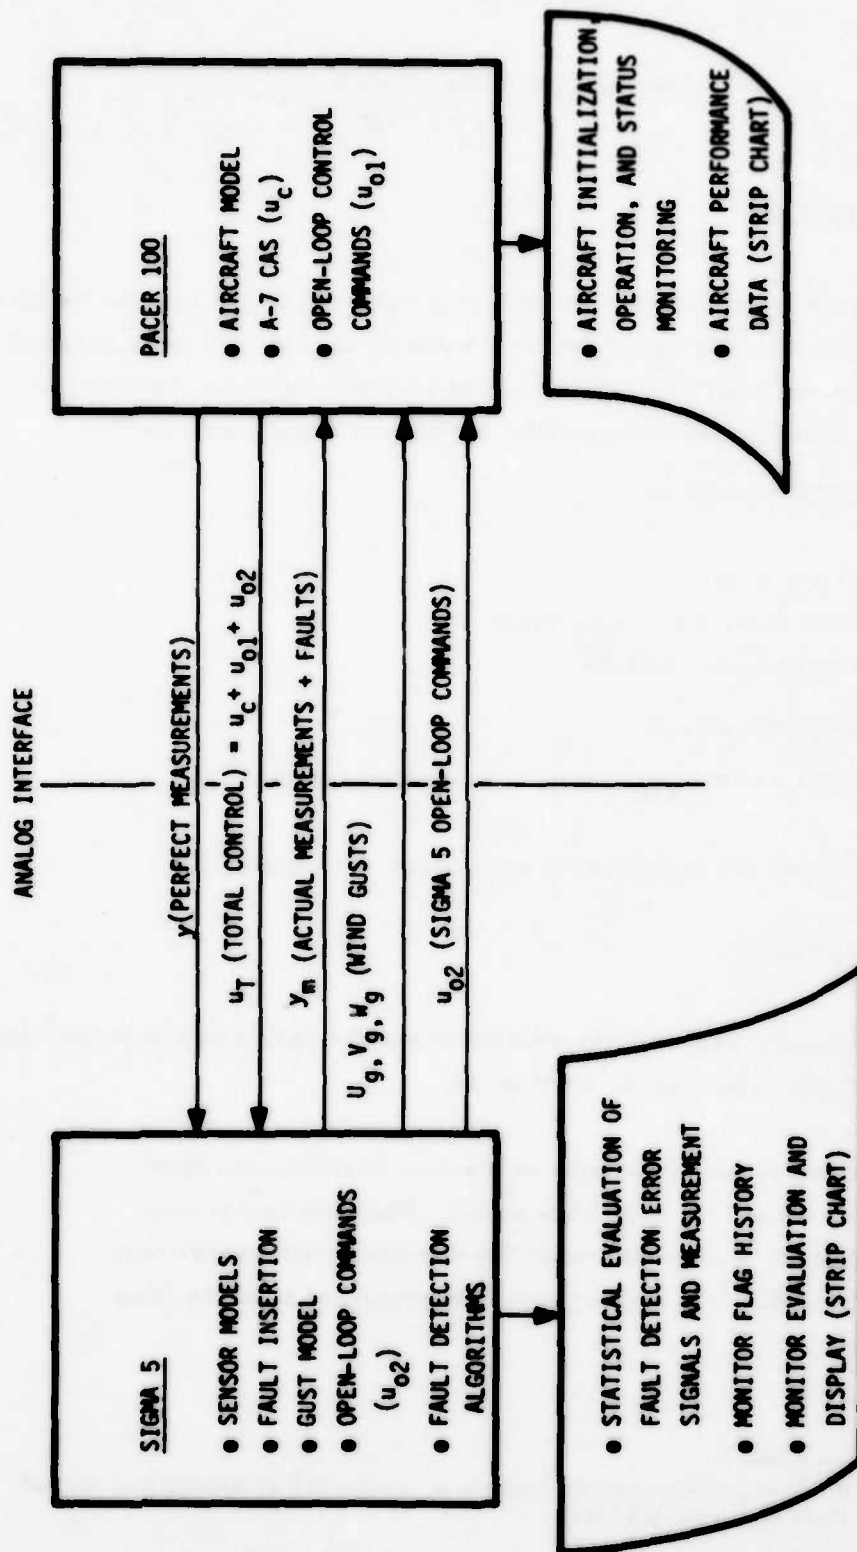 ANALOG INTERFACE
SIGMA 5
● SENSOR MODELS
● FAULT INSERTION
● GUST MODEL
● OPEN-LOOP COMMANDS
(u_o2)
● FAULT DETECTION
ALGORITHMS
y(PERFECT MEASUREMENTS)
u_T (TOTAL CONTROL) = u_c + u_o1 + u_o2
y_m (ACTUAL MEASUREMENTS + FAULTS)
U_g, V_g, W_g (WIND GUSTS)
u_o2 (SIGMA 5 OPEN-LOOP COMMANDS)
PACER 100
● AIRCRAFT MODEL
● A-7 CAS (u_c)
● OPEN-LOOP CONTROL
COMMANDS (u_o1)
● STATISTICAL EVALUATION OF
FAULT DETECTION ERROR
SIGNALS AND MEASUREMENT
● MONITOR FLAG HISTORY
● MONITOR EVALUATION AND
DISPLAY (STRIP CHART)
● AIRCRAFT INITIALIZATION,
OPERATION, AND STATUS
MONITORING
● AIRCRAFT PERFORMANCE
DATA (STRIP CHART)